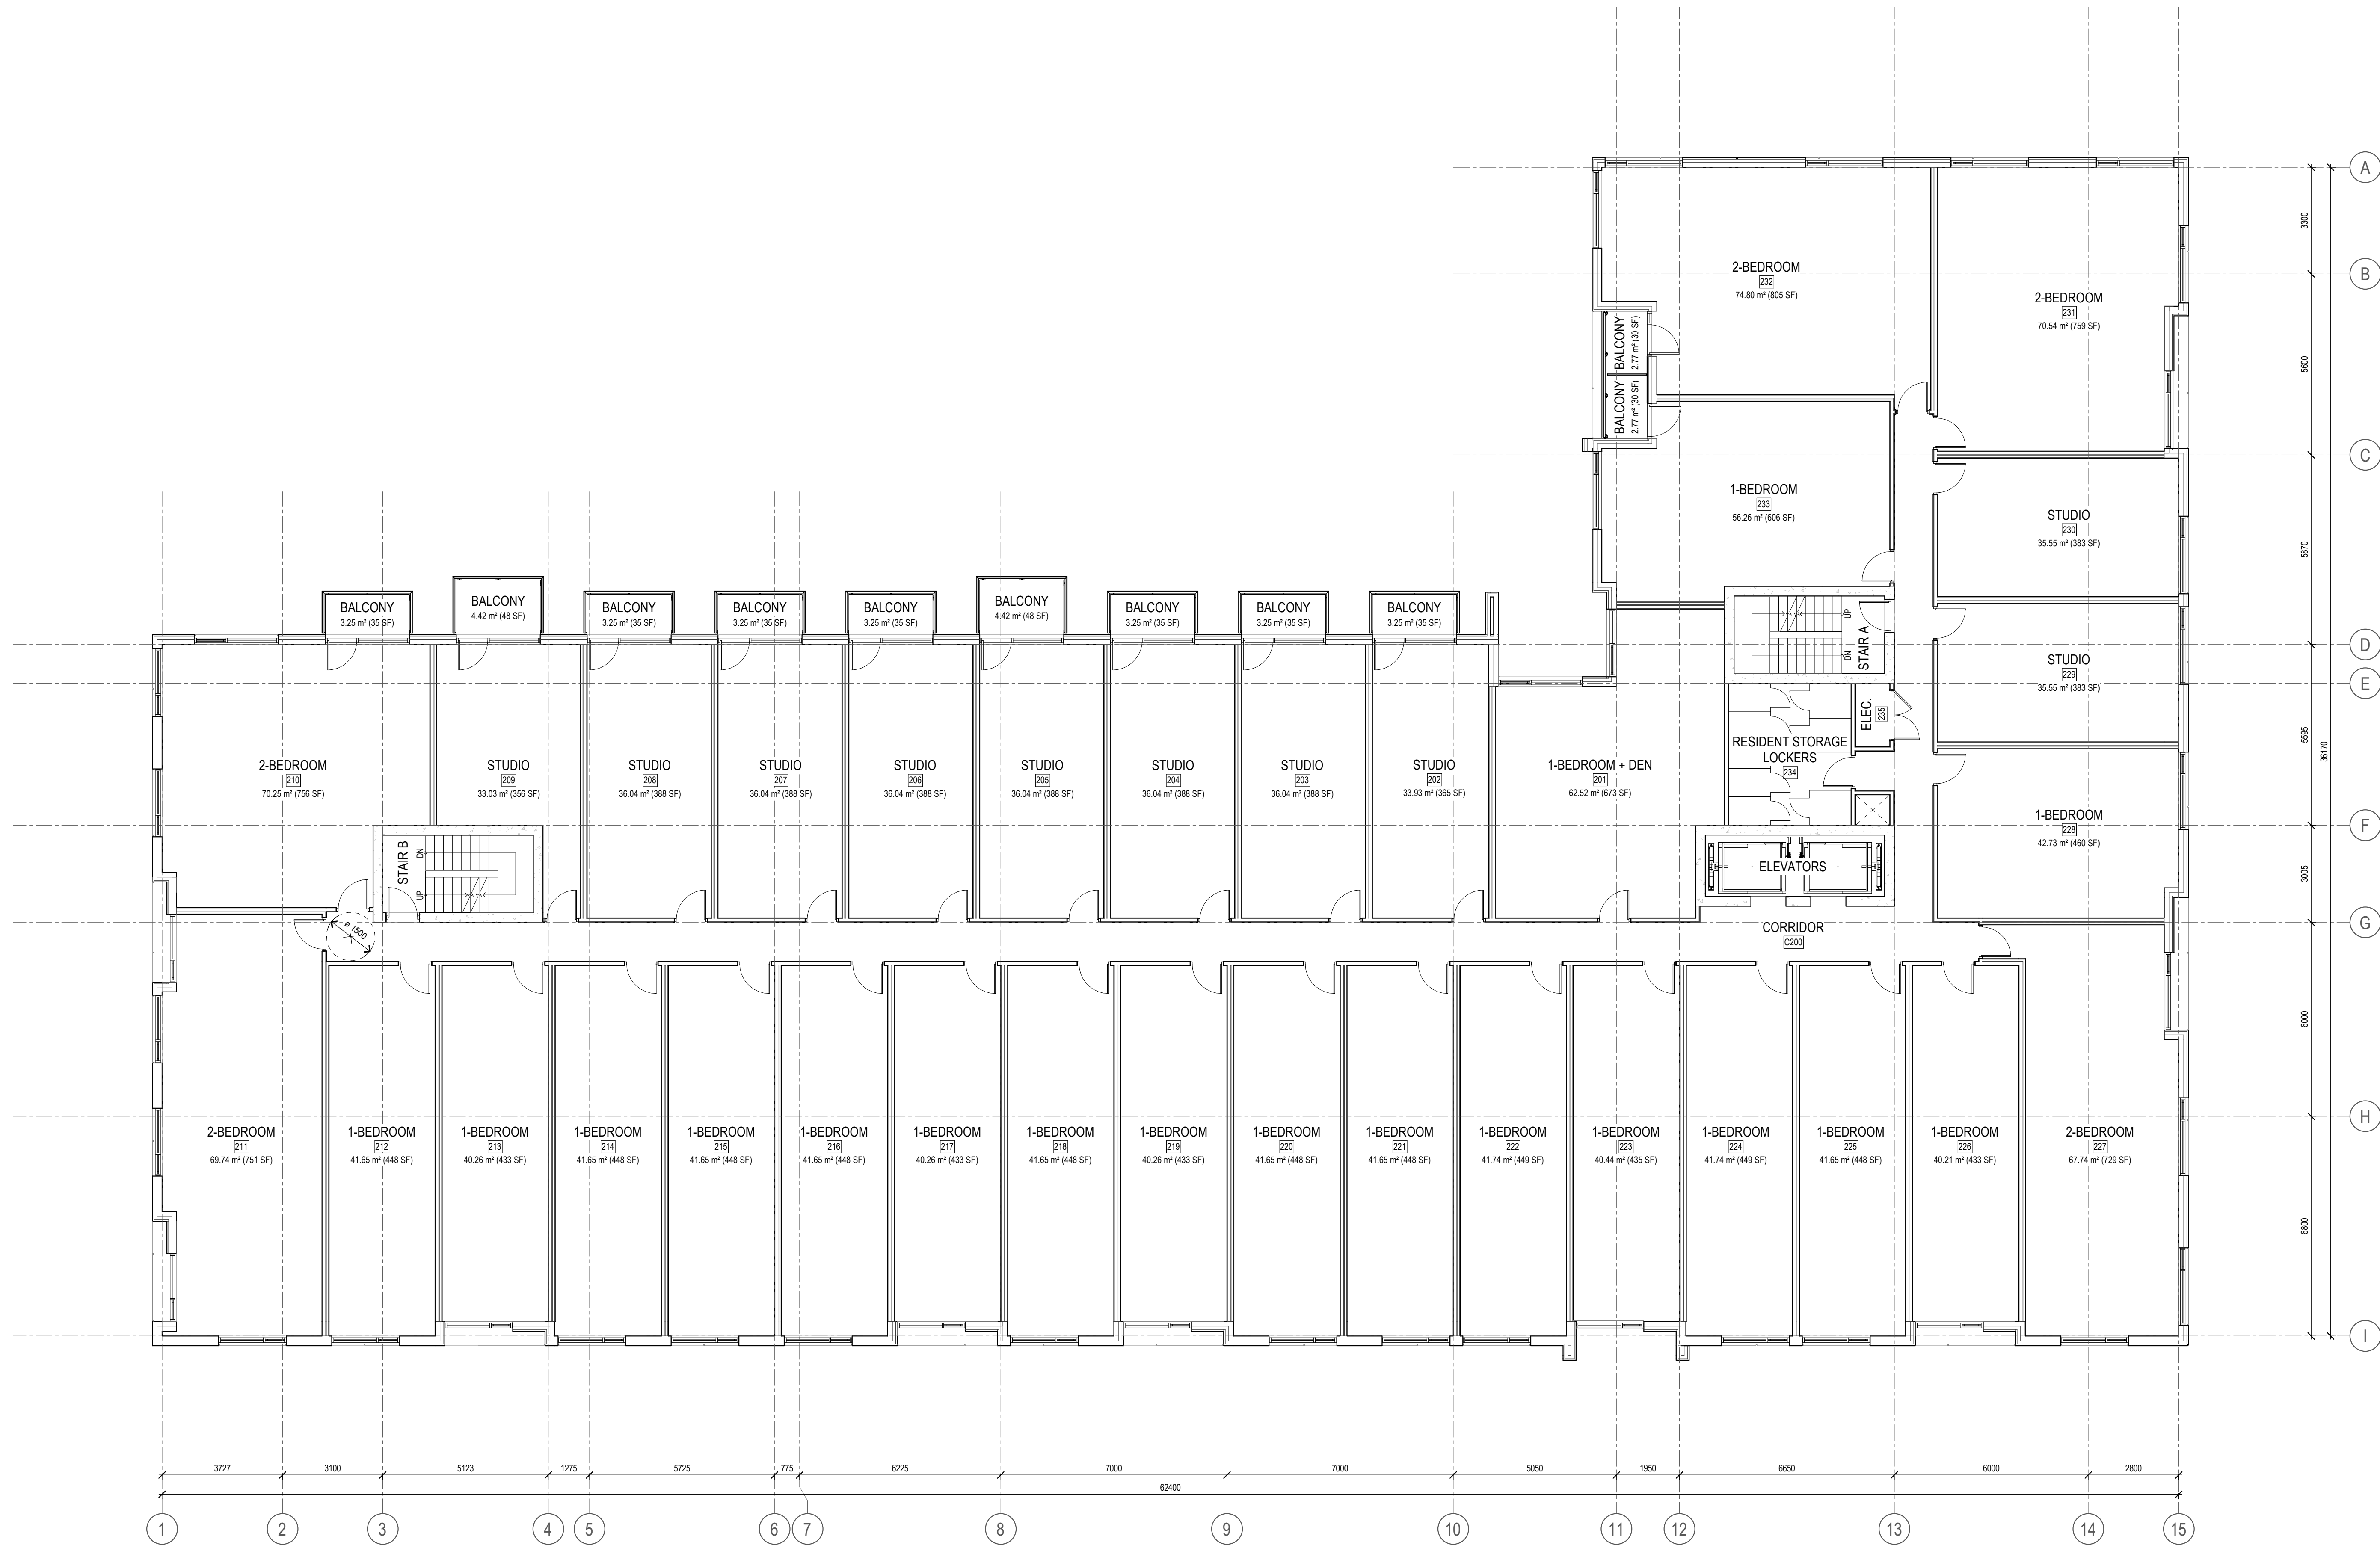 A
3300
2-BEDROOM
232
74.80 m² (805 SF)
B
2-BEDROOM
231
70.54 m² (759 SF)
BALCONY
2.77 m² (30 SF)
5600
BALCONY
2.77 m² (30 SF)
36170
C
1-BEDROOM
233
56.26 m² (606 SF)
STUDIO
230
35.55 m² (383 SF)
5870
BALCONY
3.25 m² (35 SF)
BALCONY
4.42 m² (48 SF)
BALCONY
3.25 m² (35 SF)
BALCONY
3.25 m² (35 SF)
BALCONY
3.25 m² (35 SF)
BALCONY
4.42 m² (48 SF)
BALCONY
3.25 m² (35 SF)
BALCONY
3.25 m² (35 SF)
BALCONY
3.25 m² (35 SF)
UP
DN
STAIR A
D
STUDIO
229
35.55 m² (383 SF)
E
ELEC.
235
5595
2-BEDROOM
210
70.25 m² (756 SF)
STUDIO
209
33.03 m² (356 SF)
STUDIO
208
36.04 m² (388 SF)
STUDIO
207
36.04 m² (388 SF)
STUDIO
206
36.04 m² (388 SF)
STUDIO
205
36.04 m² (388 SF)
STUDIO
204
36.04 m² (388 SF)
STUDIO
203
36.04 m² (388 SF)
STUDIO
202
33.93 m² (365 SF)
1-BEDROOM + DEN
201
62.52 m² (673 SF)
RESIDENT STORAGE
LOCKERS
234
1-BEDROOM
228
42.73 m² (460 SF)
F
STAIR B
DN
UP
ELEVATORS
3005
ø 1500
CORRIDOR
C200
G
6000
H
2-BEDROOM
211
69.74 m² (751 SF)
1-BEDROOM
212
41.65 m² (448 SF)
1-BEDROOM
213
40.26 m² (433 SF)
1-BEDROOM
214
41.65 m² (448 SF)
1-BEDROOM
215
41.65 m² (448 SF)
1-BEDROOM
216
41.65 m² (448 SF)
1-BEDROOM
217
40.26 m² (433 SF)
1-BEDROOM
218
41.65 m² (448 SF)
1-BEDROOM
219
40.26 m² (433 SF)
1-BEDROOM
220
41.65 m² (448 SF)
1-BEDROOM
221
41.65 m² (448 SF)
1-BEDROOM
222
41.74 m² (449 SF)
1-BEDROOM
223
40.44 m² (435 SF)
1-BEDROOM
224
41.74 m² (449 SF)
1-BEDROOM
225
41.65 m² (448 SF)
1-BEDROOM
226
40.21 m² (433 SF)
2-BEDROOM
227
67.74 m² (729 SF)
6800
I
3727 3100 5123 1275 5725 775 6225 7000 7000 5050 1950 6650 6000 2800
62400
1 2 3 4 5 6 7 8 9 10 11 12 13 14 15